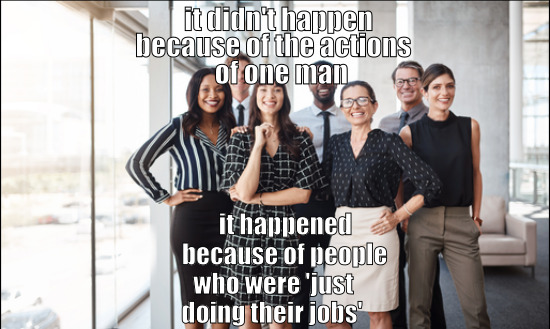 it didn't happen
because of the actions
of one man
it happened
because of people
who were 'just
doing their jobs'